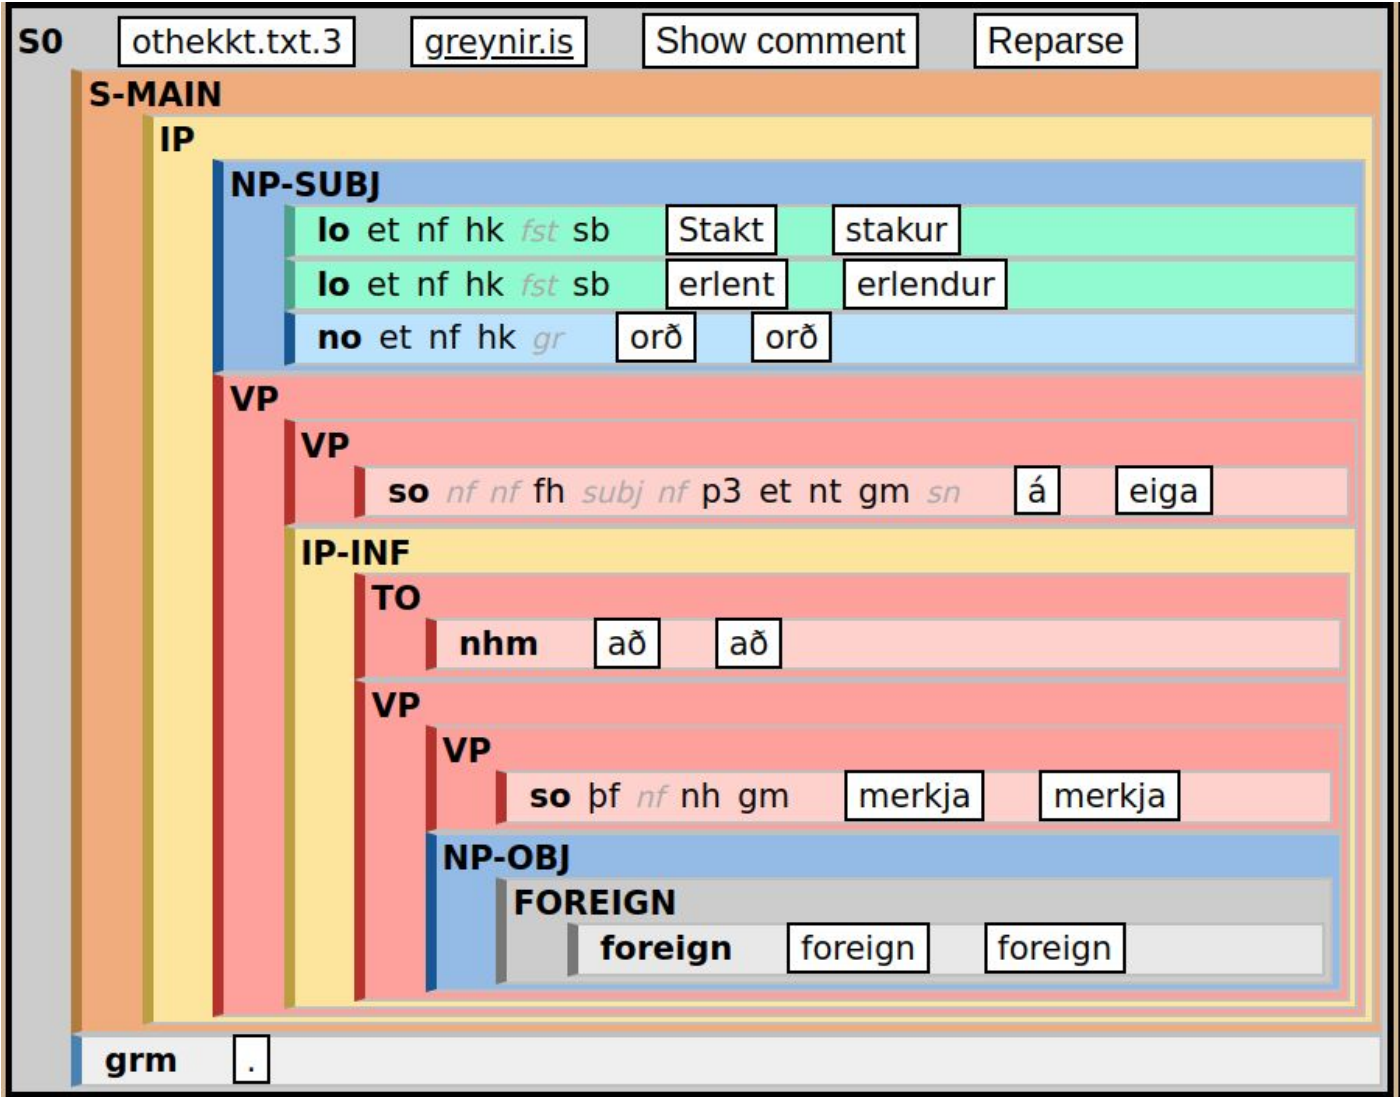 S0 othekkt.txt.3 greynir.is Show comment Reparse
S-MAIN
IP
NP-SUBJ
lo et nf hk fst sb Stakt stakur
lo et nf hk fst sb erlent erlendur
no et nf hk gr orð orð
VP
VP
so nf nf fh subj nf p3 et nt gm sn á eiga
IP-INF
TO
nhm að að
VP
VP
so þf nf nh gm merkja merkja
NP-OBJ
FOREIGN
foreign foreign foreign
grm .